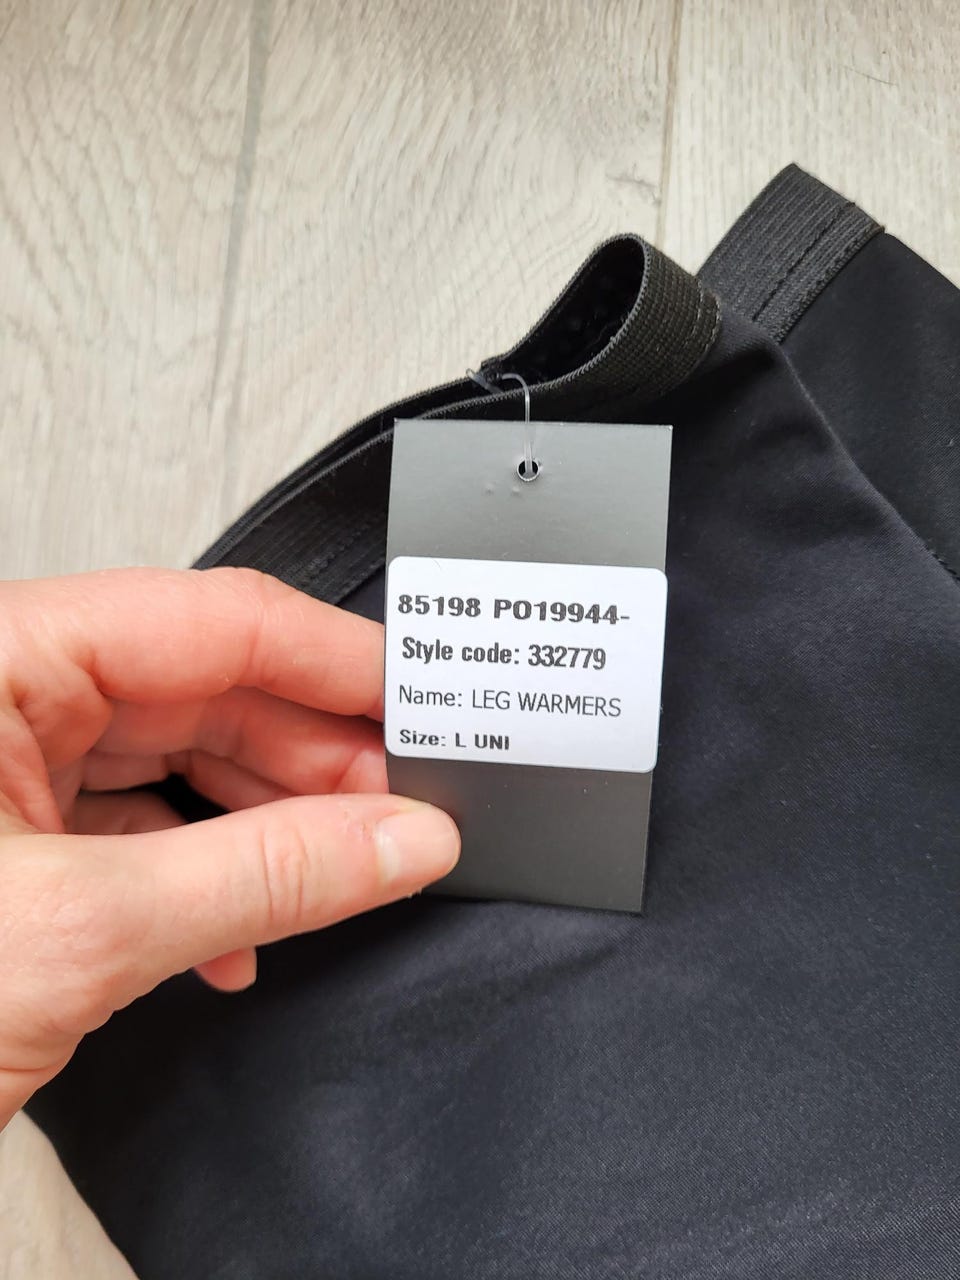 85198 PO19944-
Style code: 332779
Name: LEG WARMERS
Size: L UNI